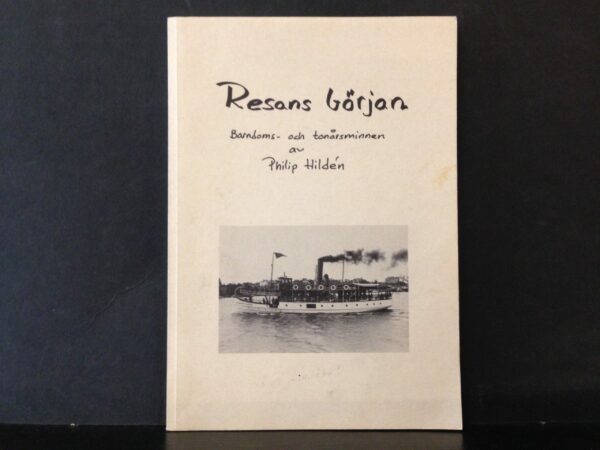 Resans början
Barndoms- och tonårsminnen
av
Philip Hildén